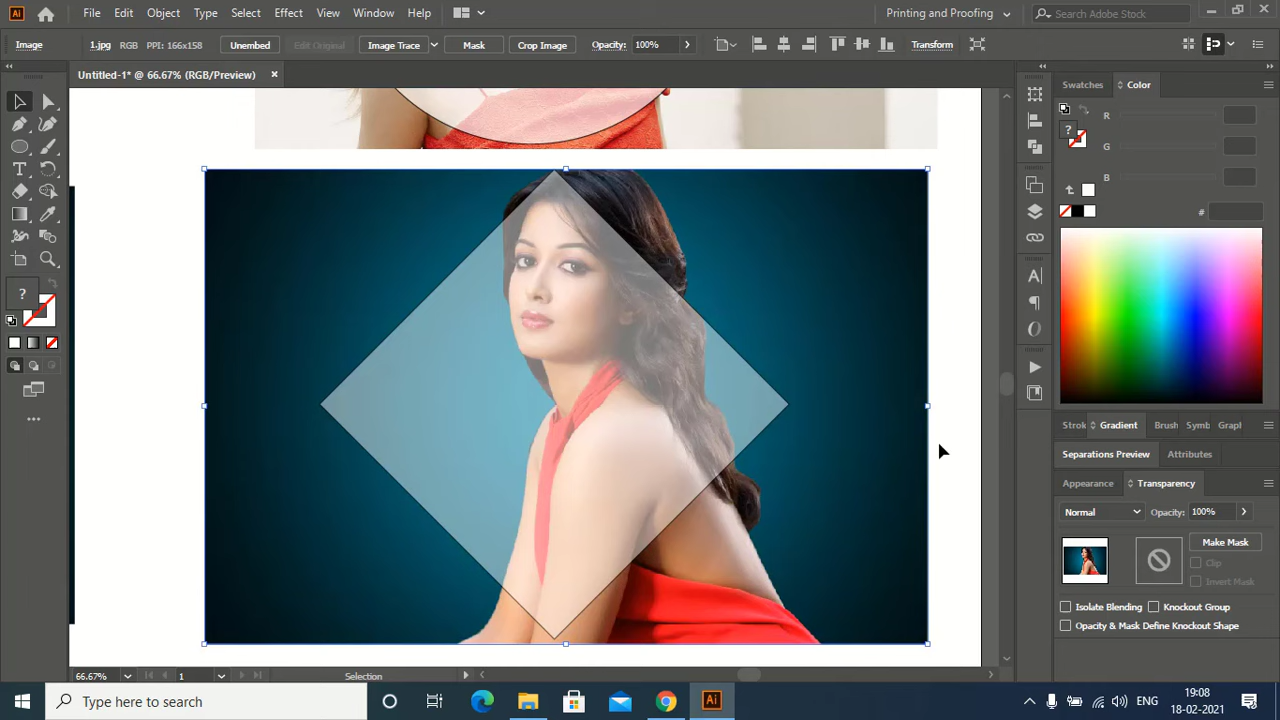 Ai File Edit Object Type Select Effect View Window Help Printing and Proofing Search Adobe Stock
Image 1.jpg RGB PPI: 166x158 Unembed Edit Original Image Trace Mask Crop Image Opacity: 100% Transform
Untitled-1* @ 66.67% (RGB/Preview)
Swatches Color
R
?
G
B
#
?
Strok Gradient Brush Symb Grapl
Separations Preview Attributes
Appearance Transparency
Normal Opacity: 100%
Make Mask
Clip
Invert Mask
Isolate Blending Knockout Group
Opacity & Mask Define Knockout Shape
66.67% 1 Selection
Type here to search Ai ENG 19:08
18-02-2021